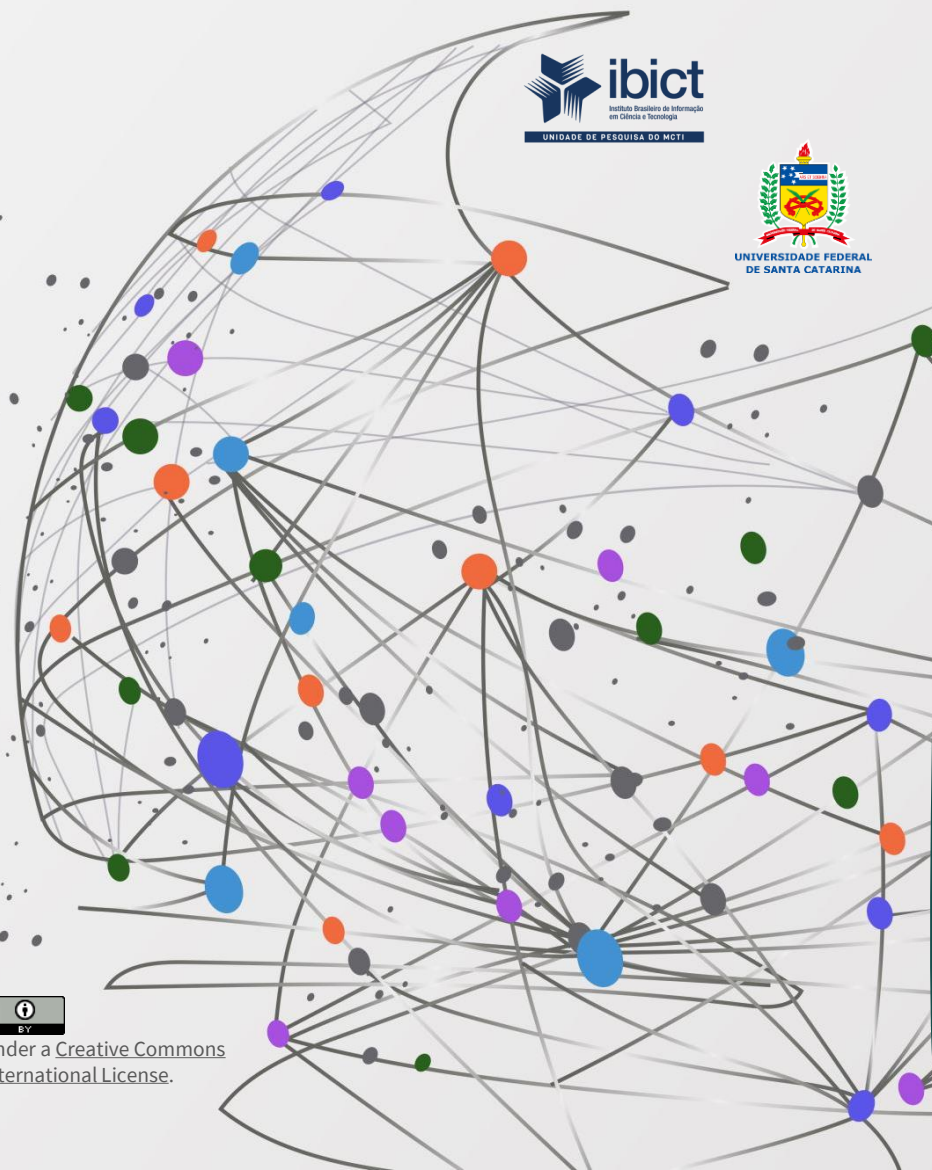 ibict
Instituto Brasileiro de Informação
em Ciência e Tecnologia
UNIDADE DE PESQUISA DO MCTI
UNIVERSIDADE FEDERAL
DE SANTA CATARINA
BY
nder a Creative Commons
ternational License.